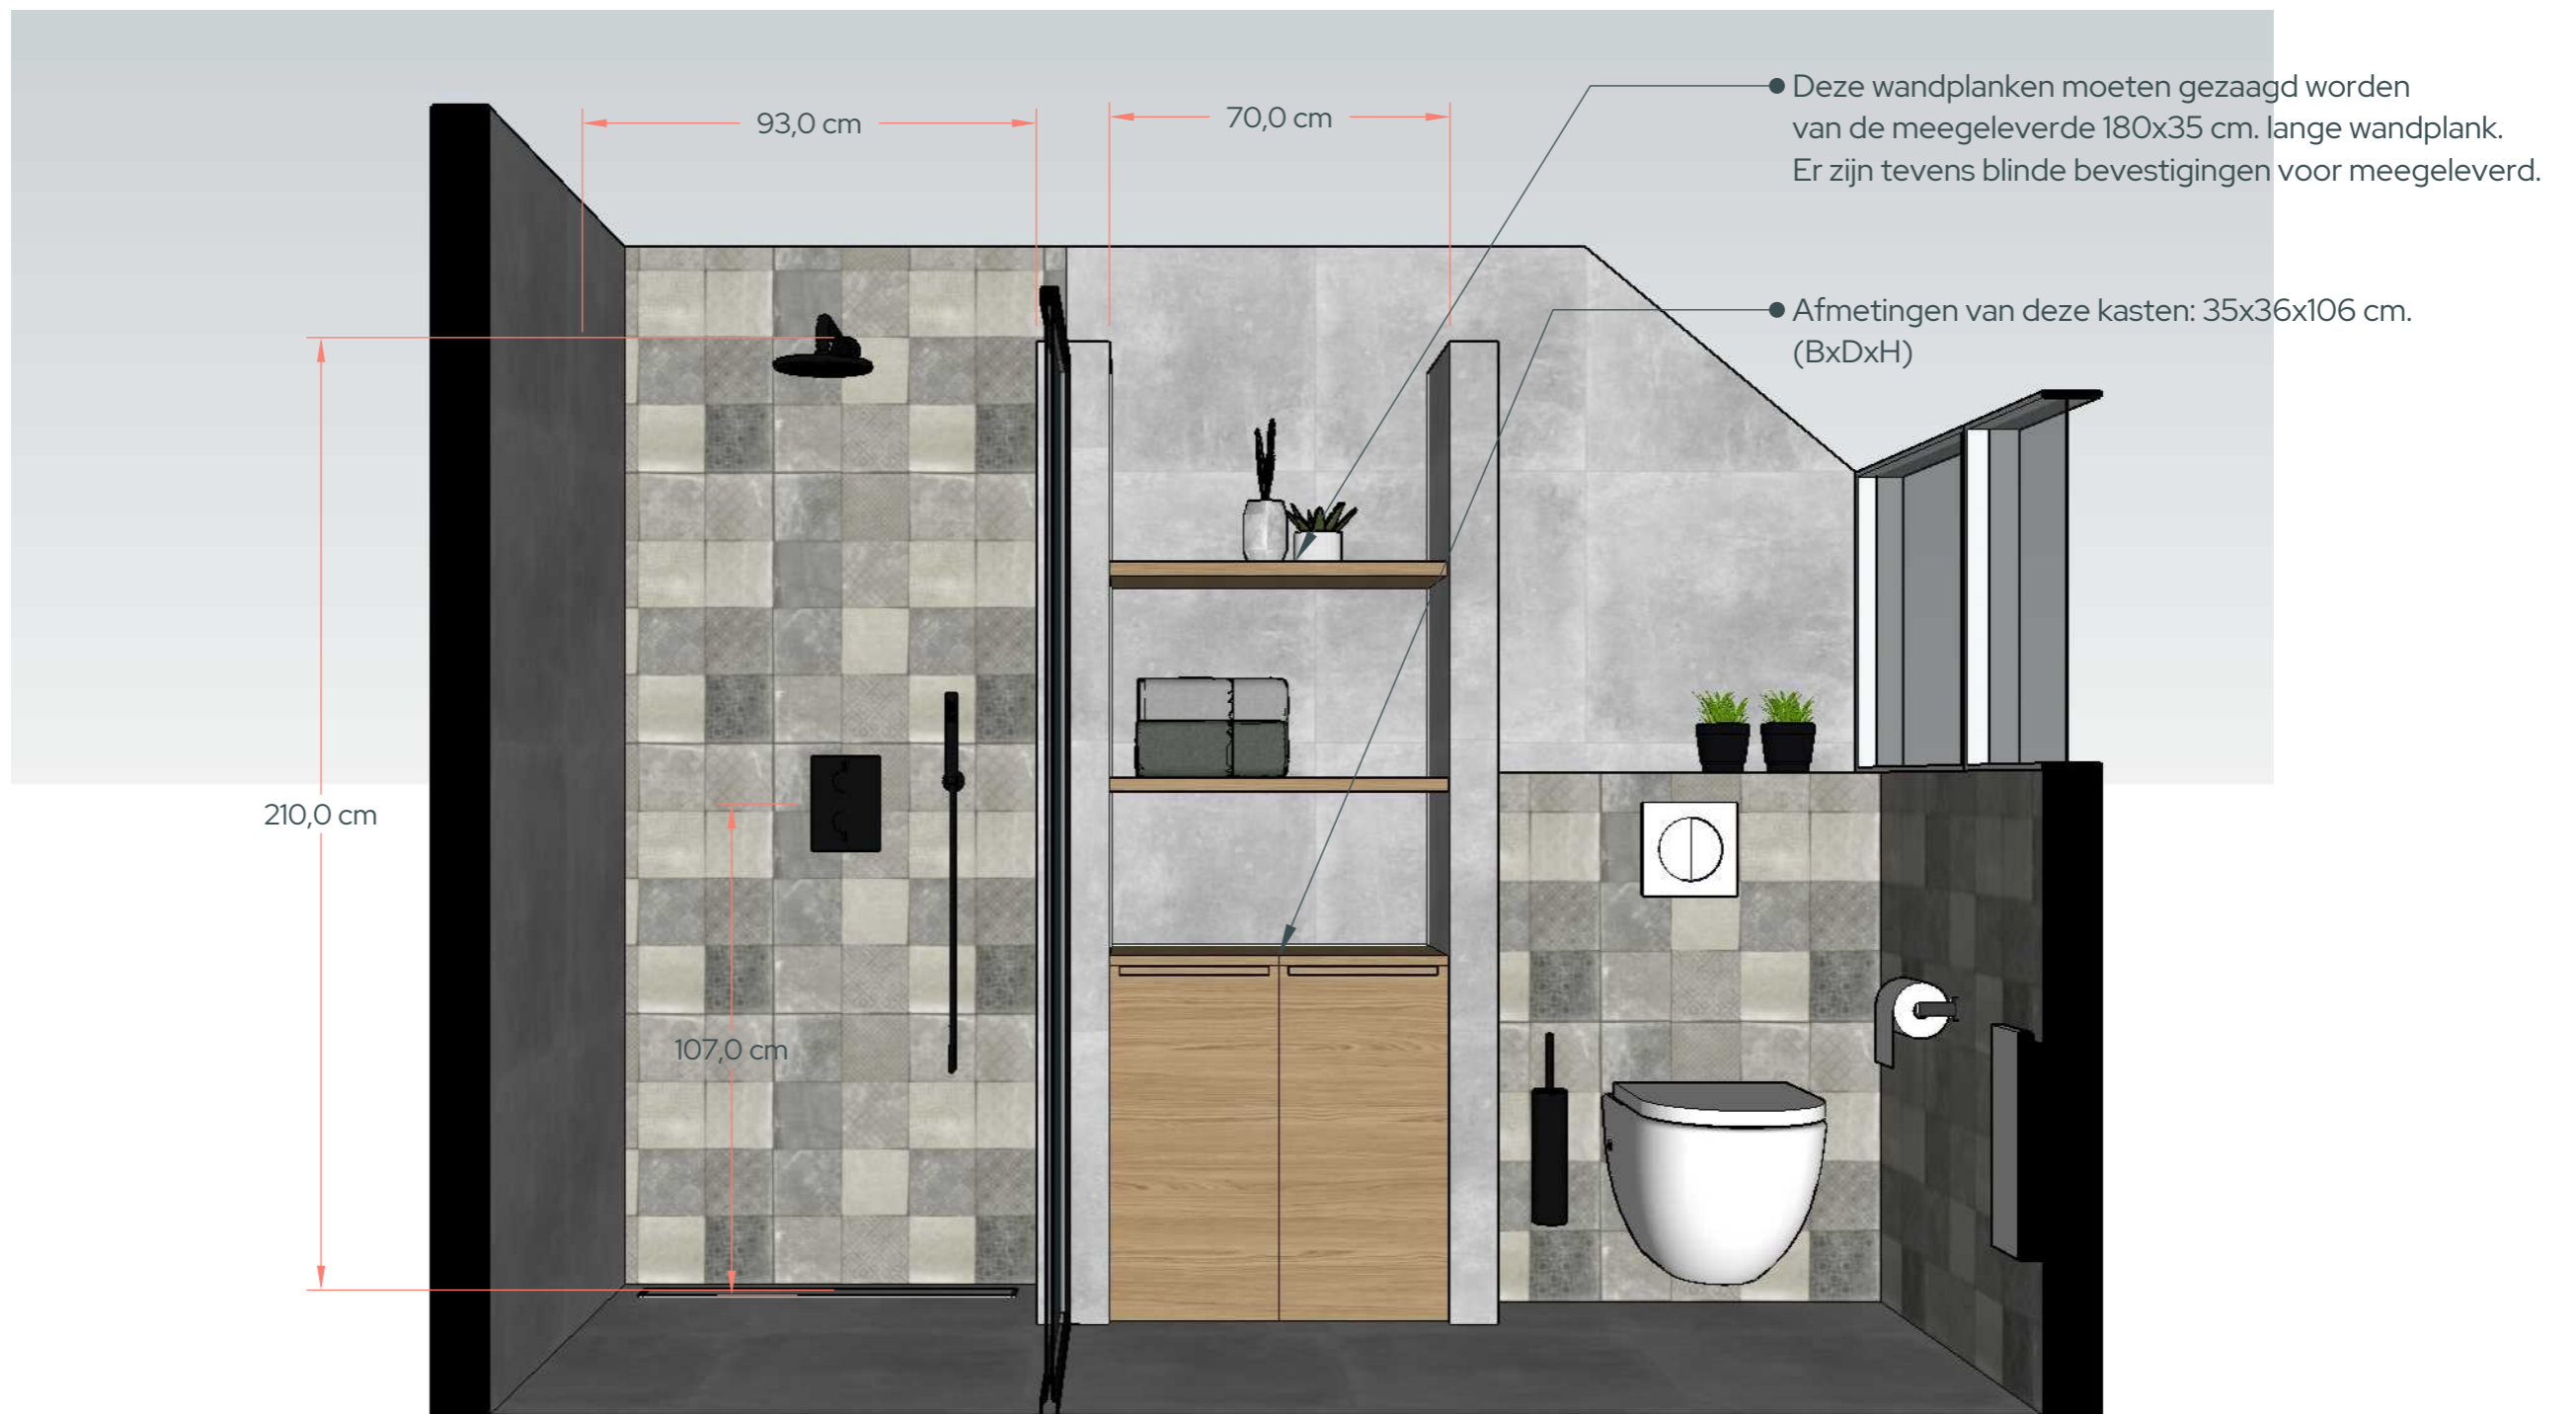 93,0 cm
70,0 cm
Deze wandplanken moeten gezaagd worden
van de meegeleverde 180x35 cm. lange wandplank.
Er zijn tevens blinde bevestigingen voor meegeleverd.
Afmetingen van deze kasten: 35x36x106 cm.
(BxDxH)
210,0 cm
107,0 cm